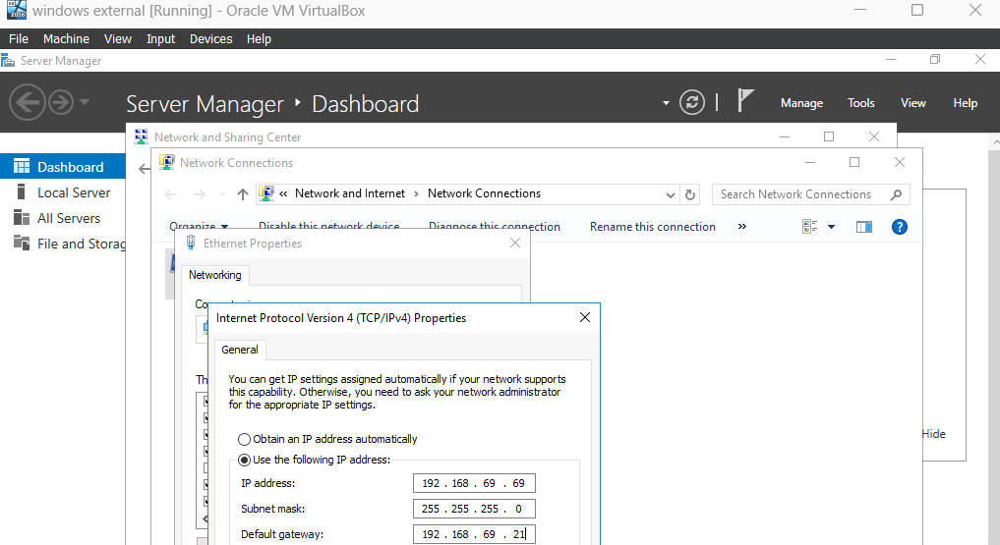 windows external [Running] - Oracle VM VirtualBox
File Machine View Input Devices Help
Server Manager
Server Manager ‣ Dashboard
Manage Tools View Help
Network and Sharing Center
Dashboard
Network Connections
Local Server
« Network and Internet › Network Connections
Search Network Connections
All Servers
Organize Disable this network device Diagnose this connection Rename this connection »
File and Storag
Ethernet Properties
Networking
Internet Protocol Version 4 (TCP/IPv4) Properties
General
You can get IP settings assigned automatically if your network supports
this capability. Otherwise, you need to ask your network administrator
for the appropriate IP settings.
Hide
Obtain an IP address automatically
Use the following IP address:
IP address: 192 . 168 . 69 . 69
Subnet mask: 255 . 255 . 255 . 0
Default gateway: 192 . 168 . 69 . 21